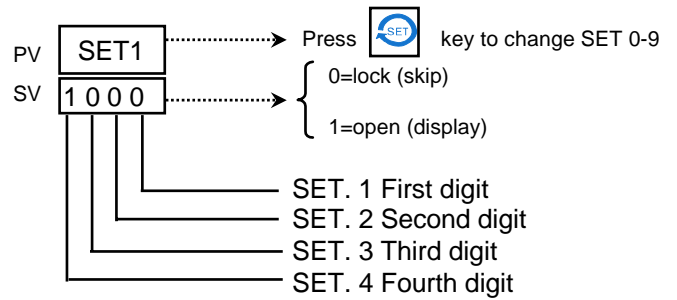 PV SET1 Press SET key to change SET 0-9
SV 1 0 0 0 0=lock (skip)
1=open (display)
SET. 1 First digit
SET. 2 Second digit
SET. 3 Third digit
SET. 4 Fourth digit